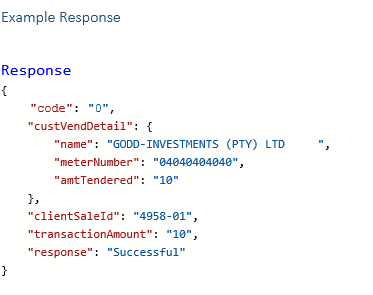 Example Response
Response
{
"code": "0",
"custVendDetail": {
"name": "GODD-INVESTMENTS (PTY) LTD     ",
"meterNumber": "04040404040",
"amtTendered": "10"
},
"clientSaleId": "4958-01",
"transactionAmount": "10",
"response": "Successful"
}